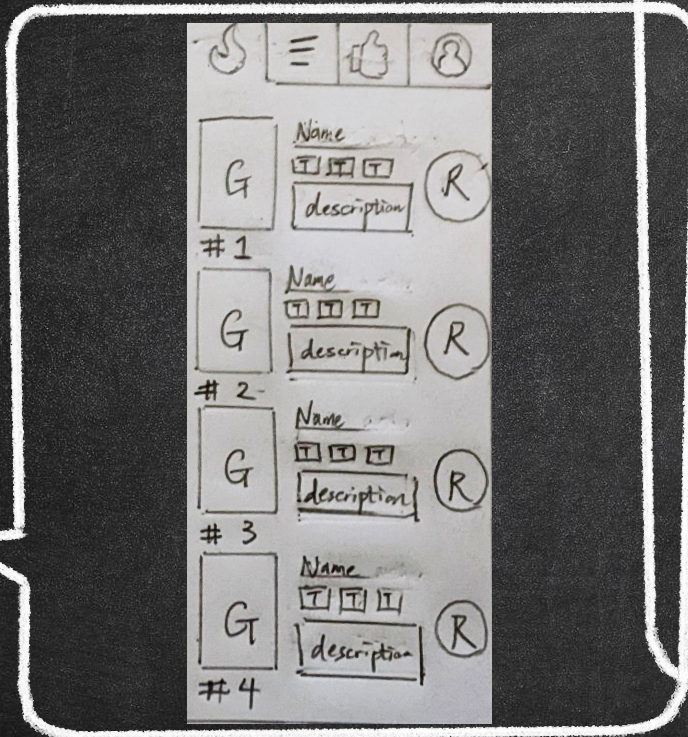 Name
T T T
G
description
R
#1
Name
T T T
G
description
R
#2
Name
T T T
G
description
R
#3
Name
T T T
G
description
R
#4